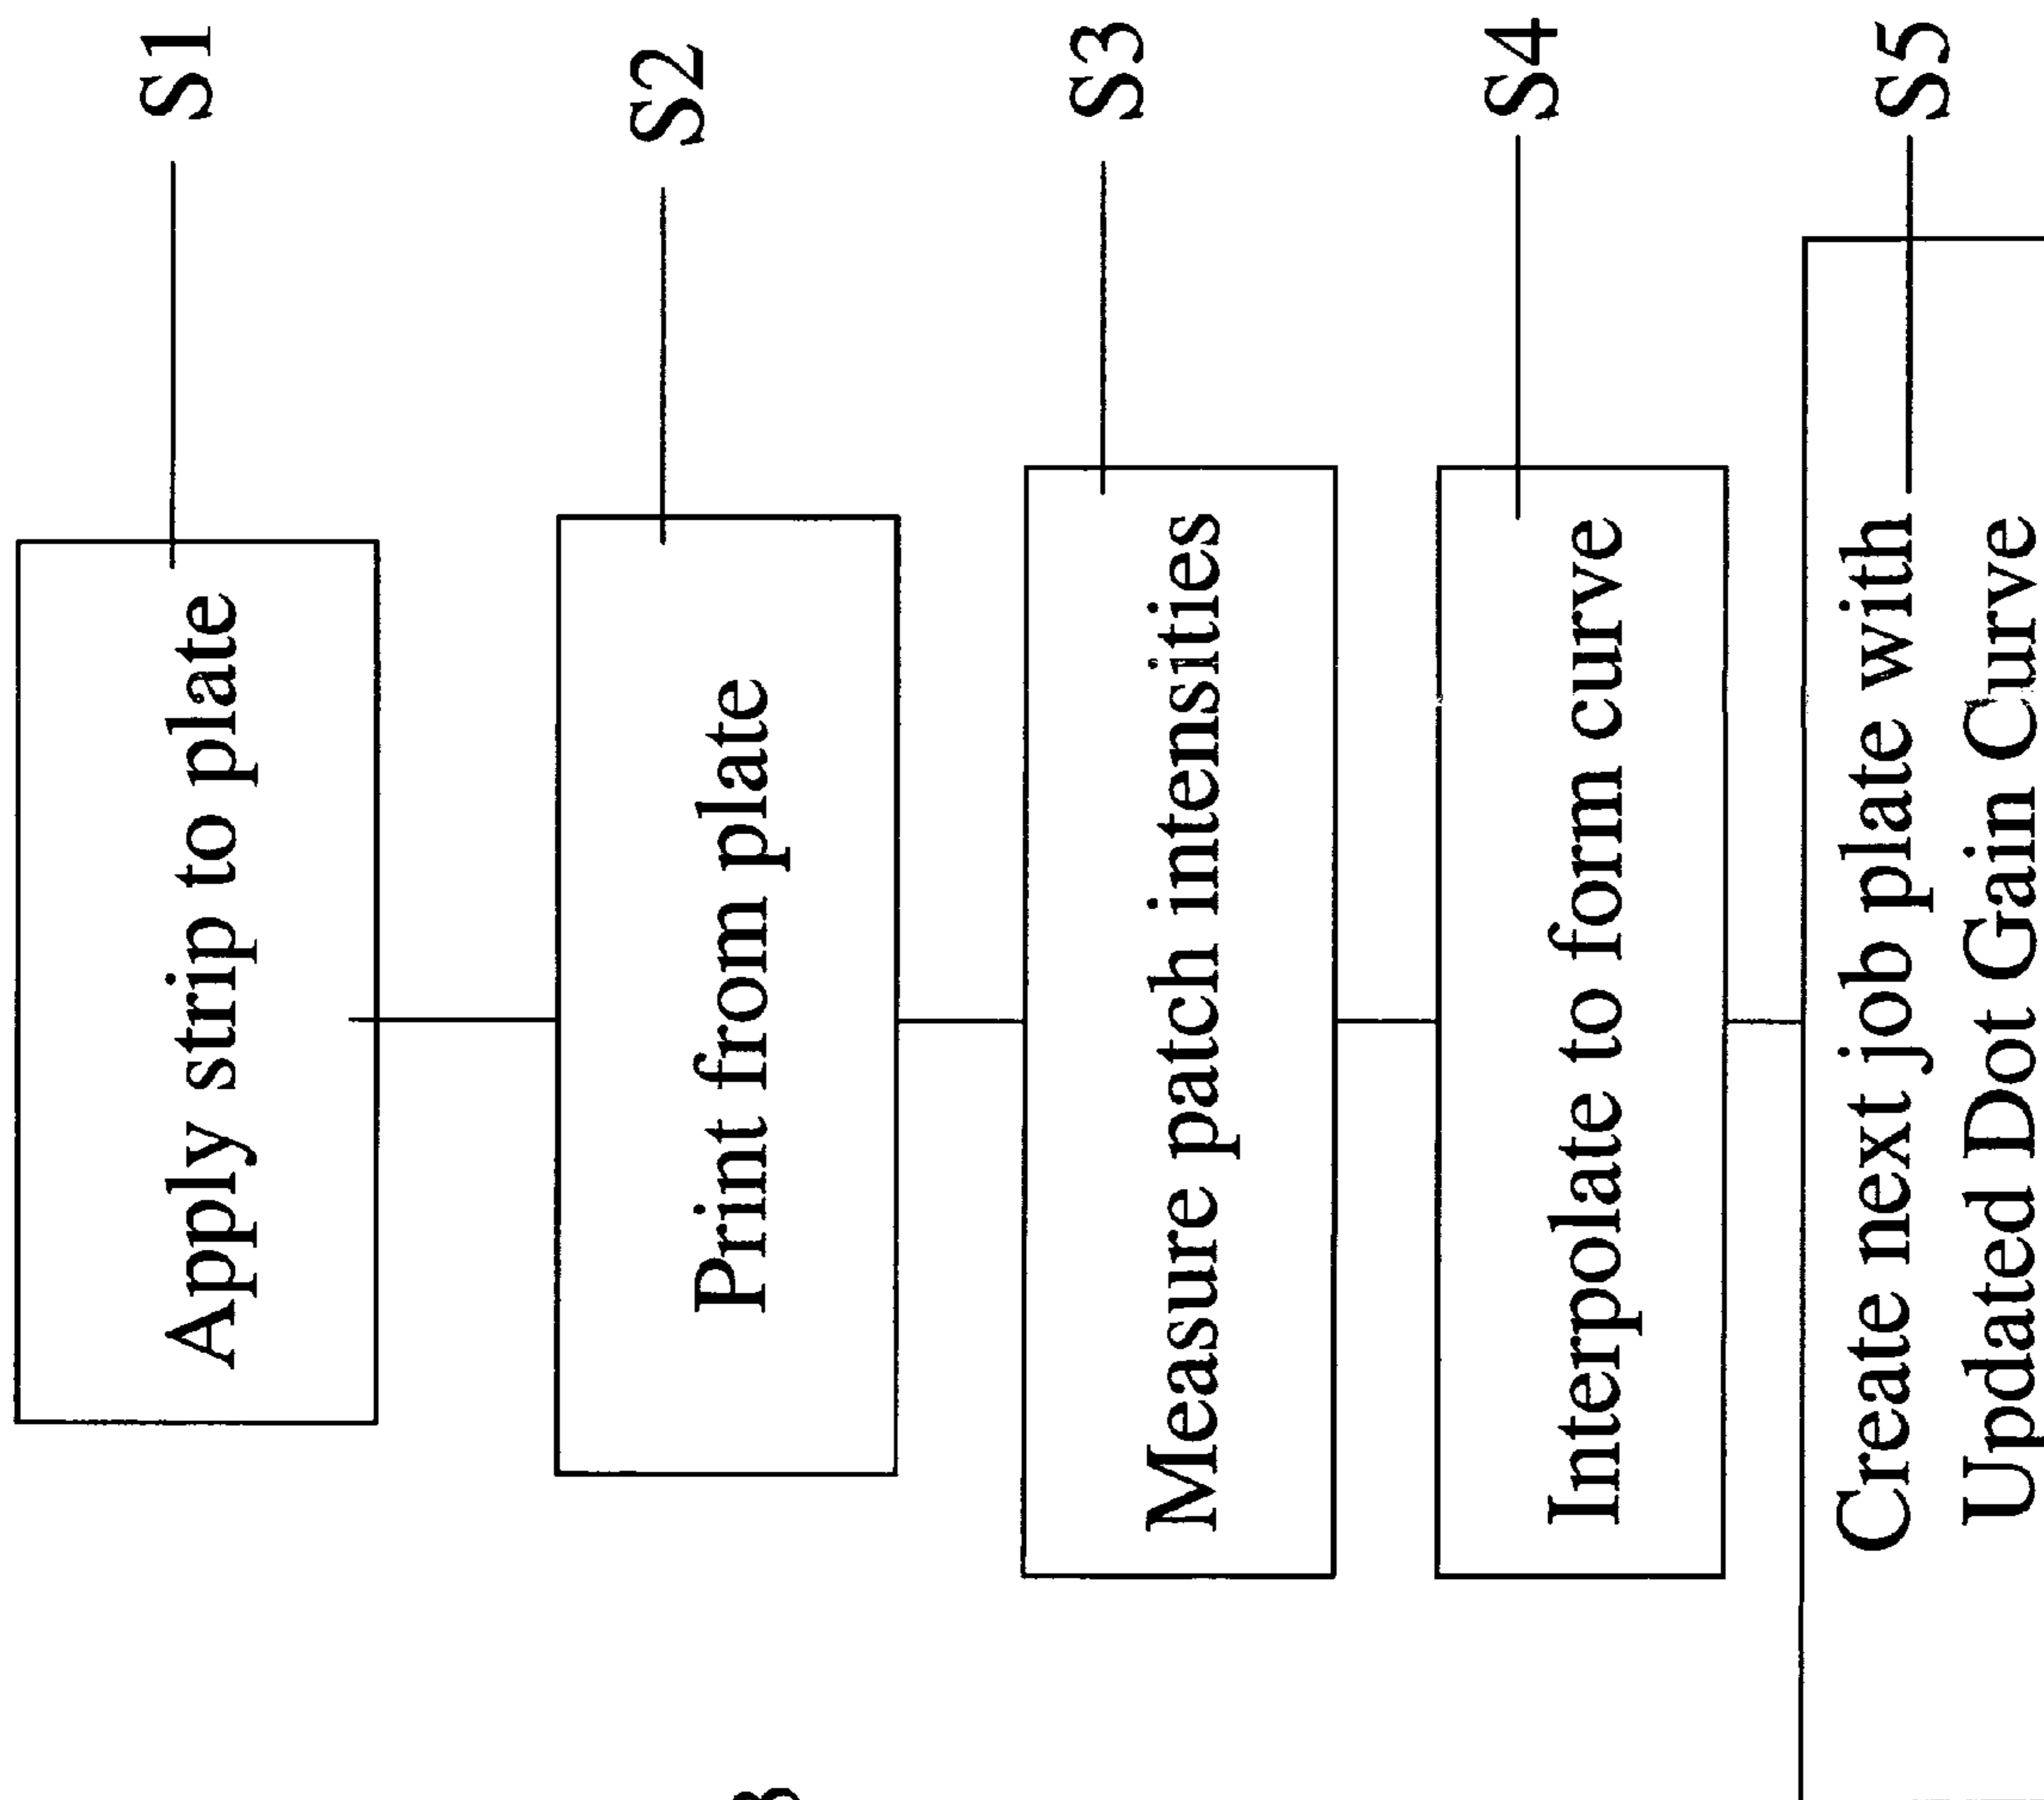 Apply strip to plate
S1
Print from plate
S2
Measure patch intensities
S3
Interpolate to form curve
S4
Create next job plate with
Updated Dot Gain Curve
S5